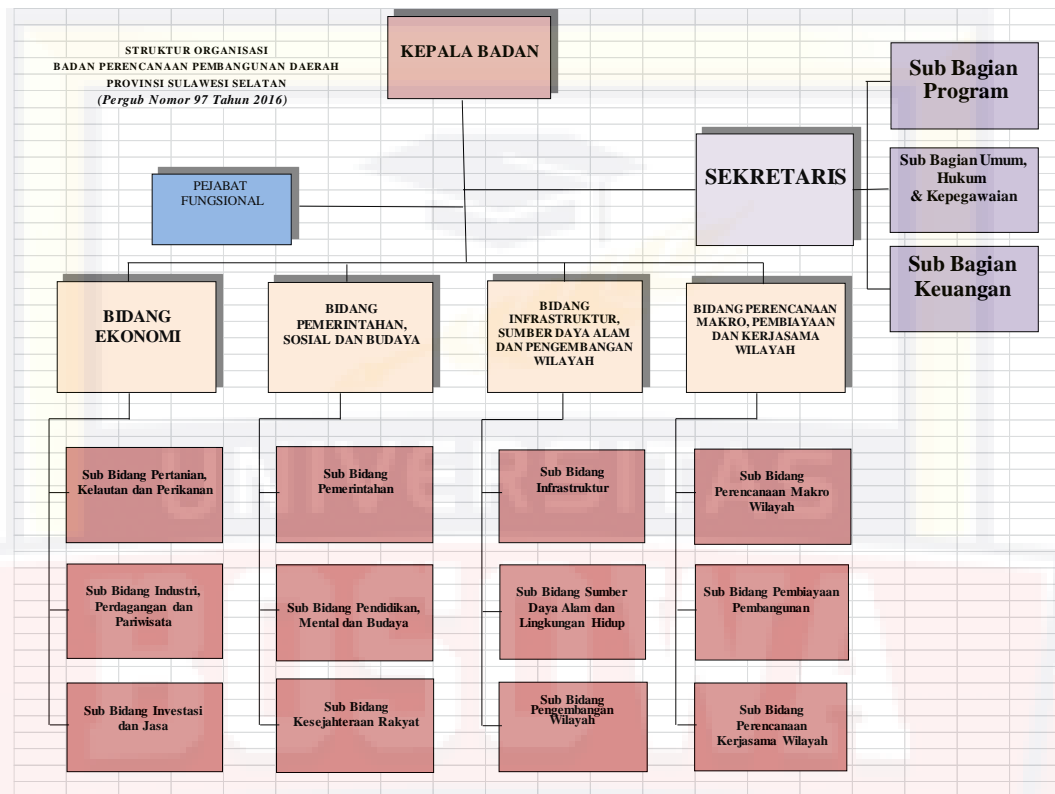 STRUKTUR ORGANISASI
BADAN PERENCANAAN PEMBANGUNAN DAERAH
PROVINSI SULAWESI SELATAN
(Pergub Nomor 97 Tahun 2016)
KEPALA BADAN
Sub Bagian
Program
SEKRETARIS
Sub Bagian Umum,
Hukum
& Kepegawaian
PEJABAT
FUNGSIONAL
Sub Bagian
Keuangan
BIDANG
EKONOMI
BIDANG
PEMERINTAHAN,
SOSIAL DAN BUDAYA
BIDANG
INFRASTRUKTUR,
SUMBER DAYA ALAM
DAN PENGEMBANGAN
WILAYAH
BIDANG PERENCANAAN
MAKRO, PEMBIAYAAN
DAN KERJASAMA
WILAYAH
Sub Bidang Pertanian,
Kelautan dan Perikanan
Sub Bidang
Pemerintahan
Sub Bidang
Infrastruktur
Sub Bidang
Perencanaan Makro
Wilayah
Sub Bidang Industri,
Perdagangan dan
Pariwisata
Sub Bidang Pendidikan,
Mental dan Budaya
Sub Bidang Sumber
Daya Alam dan
Lingkungan Hidup
Sub Bidang Pembiayaan
Pembangunan
Sub Bidang Investasi
dan Jasa
Sub Bidang
Kesejahteraan Rakyat
Sub Bidang
Pengembangan
Wilayah
Sub Bidang
Perencanaan
Kerjasama Wilayah
UNIVERSITAS
BOSOWA